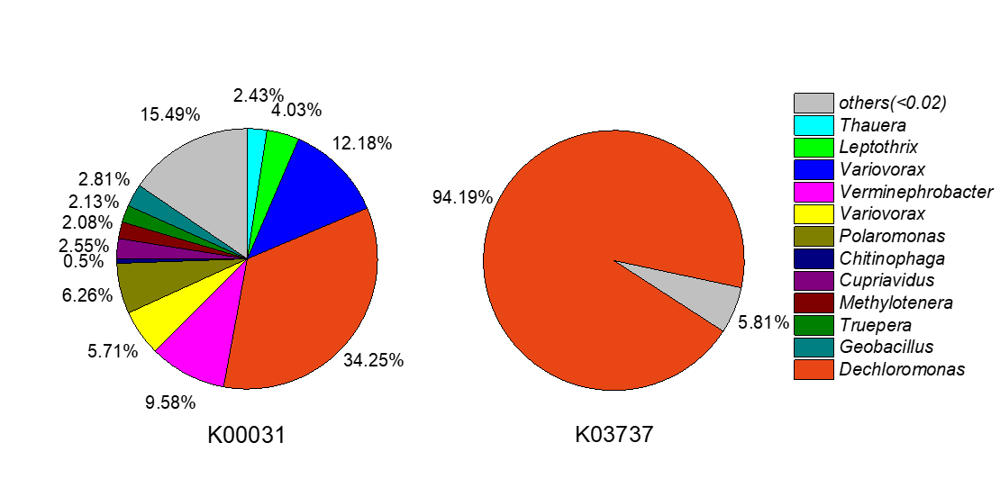 2.43%
4.03%
15.49%
12.18%
2.81%
2.13%
2.08%
2.55%
0.5%
6.26%
5.71%
9.58%
34.25%
K00031
94.19%
5.81%
K03737
others(<0.02)
Thauera
Leptothrix
Variovorax
Verminephrobacter
Variovorax
Polaromonas
Chitinophaga
Cupriavidus
Methylotenera
Truepera
Geobacillus
Dechloromonas